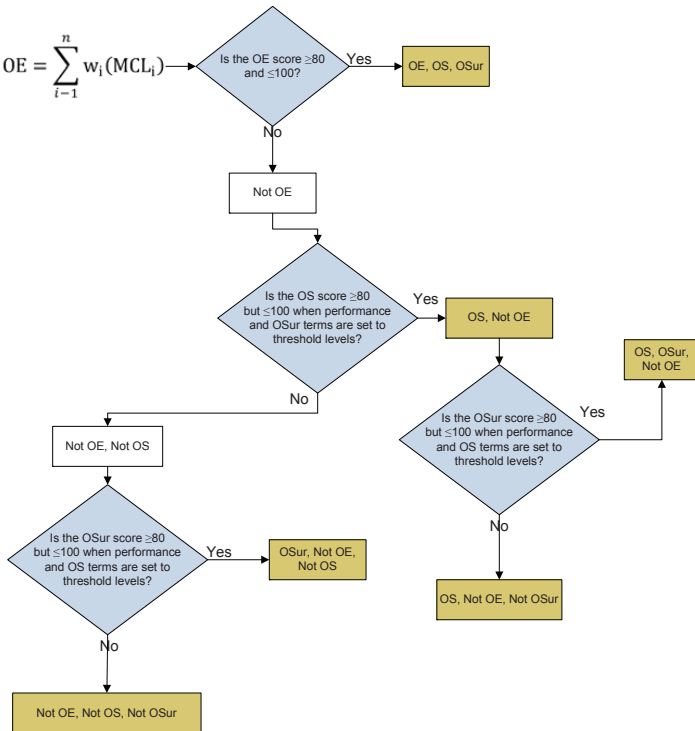 OE = ∑ⁿᵢ₋₁ wᵢ(MCLᵢ)
Is the OE score ≥80
and ≤100?
Yes
OE, OS, OSur
No
Not OE
Is the OS score ≥80
but ≤100 when performance
and OSur terms are set to
threshold levels?
Yes
OS, Not OE
OS, OSur,
Not OE
No
Is the OSur score ≥80
but ≤100 when performance
and OS terms are set to
threshold levels?
Yes
No
OS, Not OE, Not OSur
Not OE, Not OS
Is the OSur score ≥80
but ≤100 when performance
and OS terms are set to
threshold levels?
Yes
OSur, Not OE,
Not OS
No
Not OE, Not OS, Not OSur